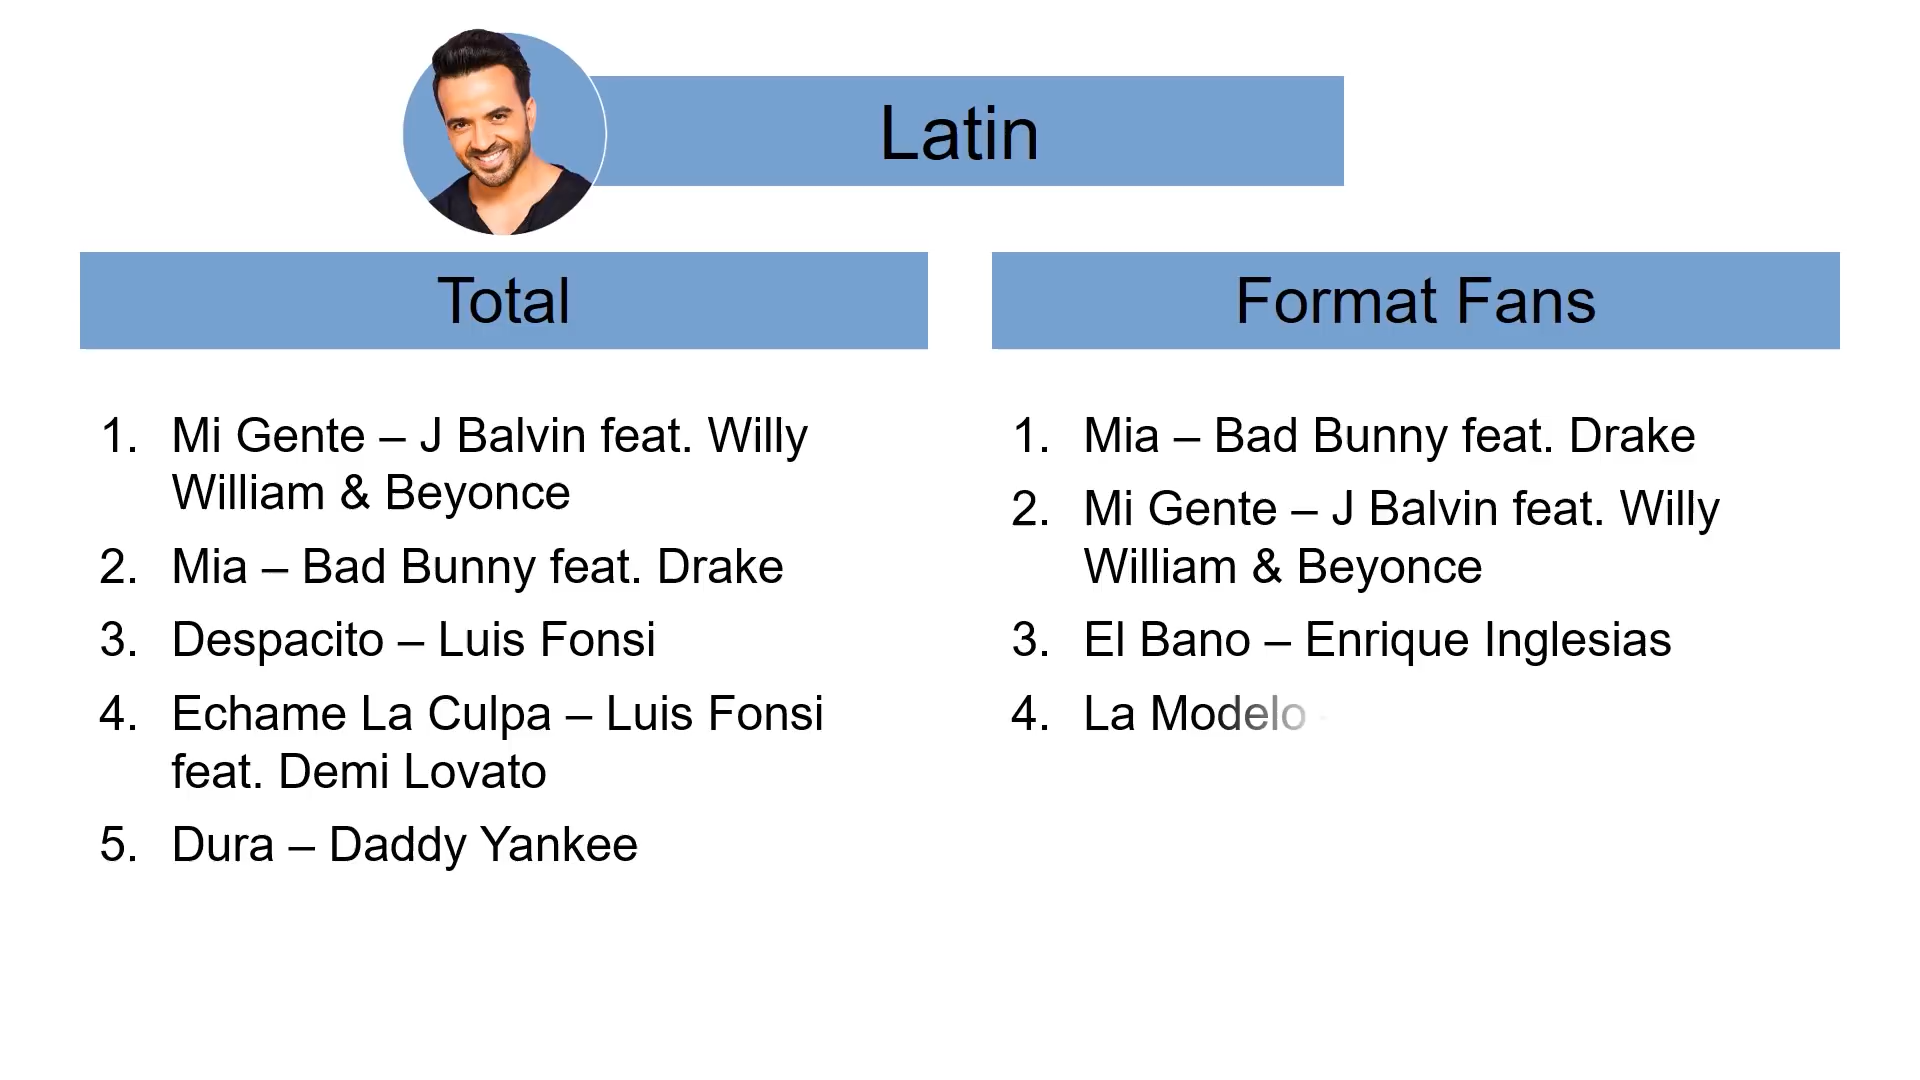 Latin
Total
Format Fans
1. Mi Gente – J Balvin feat. Willy
William & Beyonce
2. Mia – Bad Bunny feat. Drake
3. Despacito – Luis Fonsi
4. Echame La Culpa – Luis Fonsi
feat. Demi Lovato
5. Dura – Daddy Yankee
1. Mia – Bad Bunny feat. Drake
2. Mi Gente – J Balvin feat. Willy
William & Beyonce
3. El Bano – Enrique Inglesias
4. La Modelo